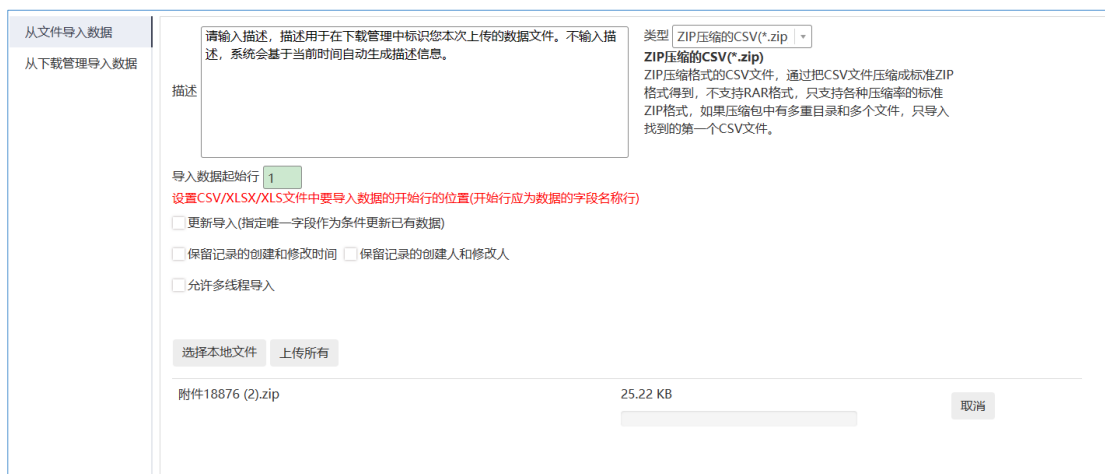 从文件导入数据
从下载管理导入数据
请输入描述，描述用于在下载管理中标识您本次上传的数据文件。不输入描
述，系统会基于当前时间自动生成描述信息。
描述
类型 ZIP压缩的CSV(*.zip
ZIP压缩的CSV(*.zip)
ZIP压缩格式的CSV文件，通过把CSV文件压缩成标准ZIP
格式得到，不支持RAR格式，只支持各种压缩率的标准
ZIP格式，如果压缩包中有多重目录和多个文件，只导入
找到的第一个CSV文件。
导入数据起始行 1
设置CSV/XLSX/XLS文件中要导入数据的开始行的位置(开始行应为数据的字段名称行)
更新导入(指定唯一字段作为条件更新已有数据)
保留记录的创建和修改时间 保留记录的创建人和修改人
允许多线程导入
选择本地文件 上传所有
附件18876 (2).zip 25.22 KB 取消